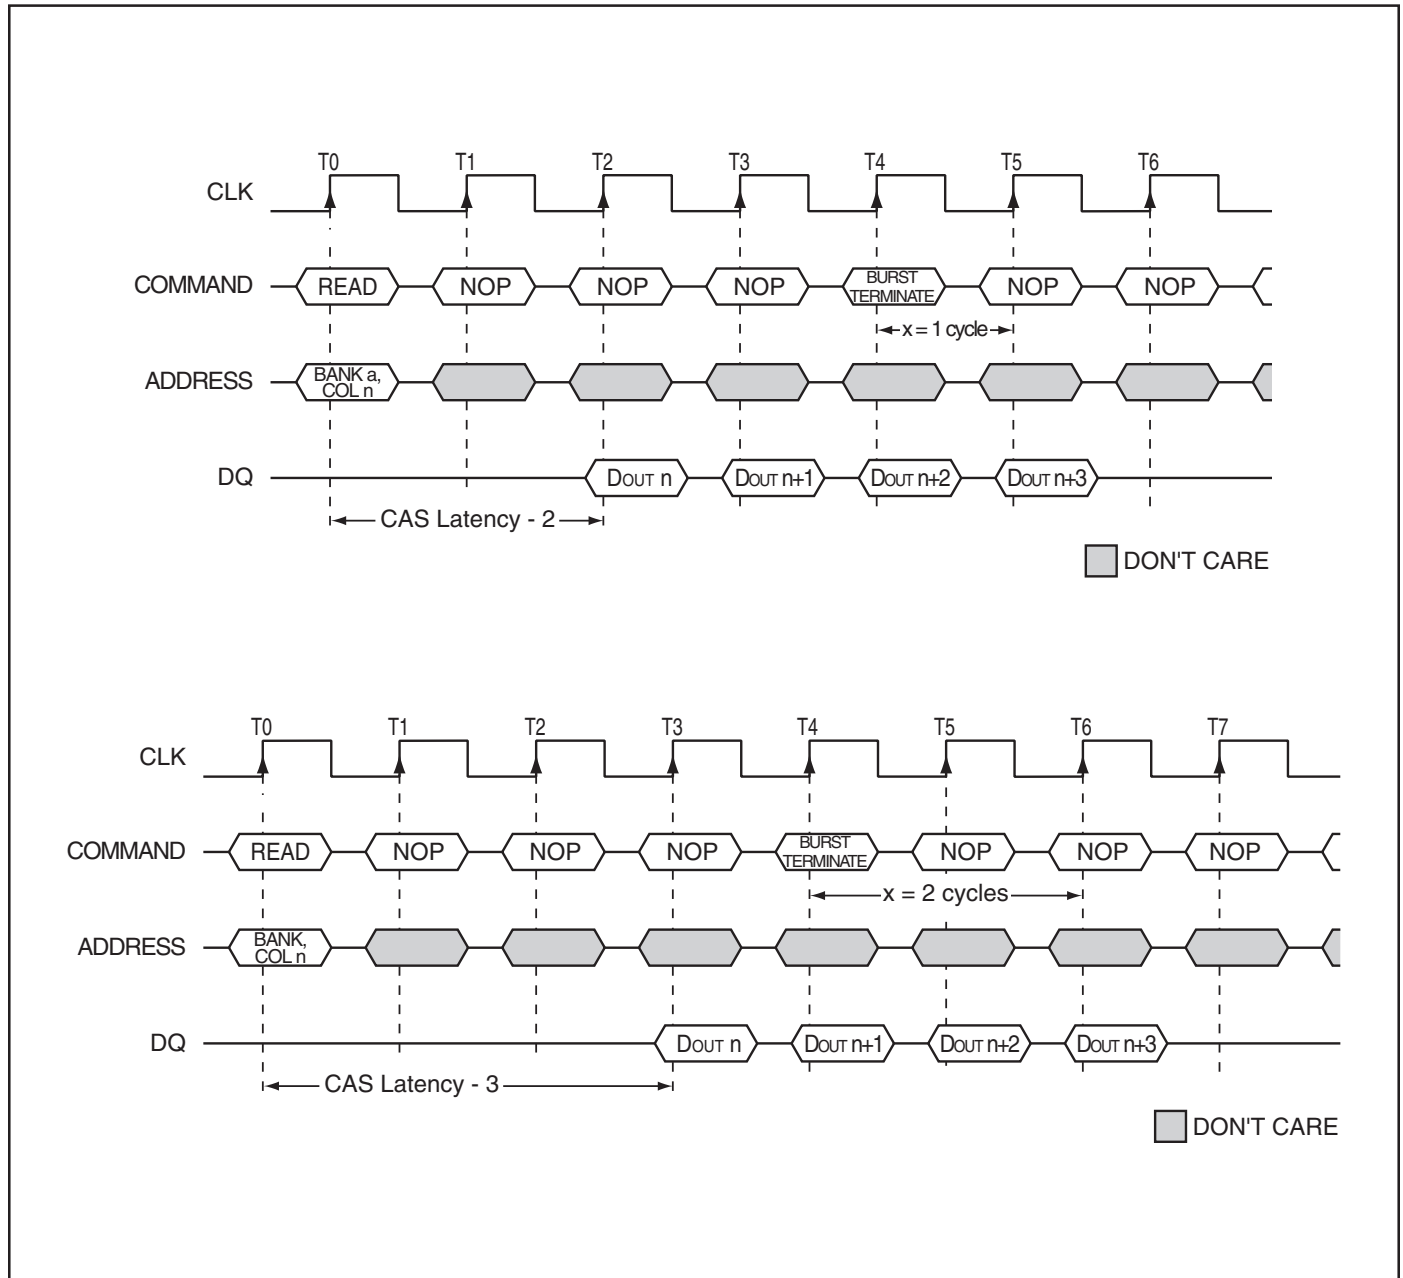 T0 T1 T2 T3 T4 T5 T6
CLK
COMMAND READ NOP NOP NOP BURST TERMINATE NOP NOP
x = 1 cycle
ADDRESS BANK a, COL n
DQ DOUT n DOUT n+1 DOUT n+2 DOUT n+3
CAS Latency - 2
DON'T CARE
T0 T1 T2 T3 T4 T5 T6 T7
CLK
COMMAND READ NOP NOP NOP BURST TERMINATE NOP NOP NOP
x = 2 cycles
ADDRESS BANK, COL n
DQ DOUT n DOUT n+1 DOUT n+2 DOUT n+3
CAS Latency - 3
DON'T CARE